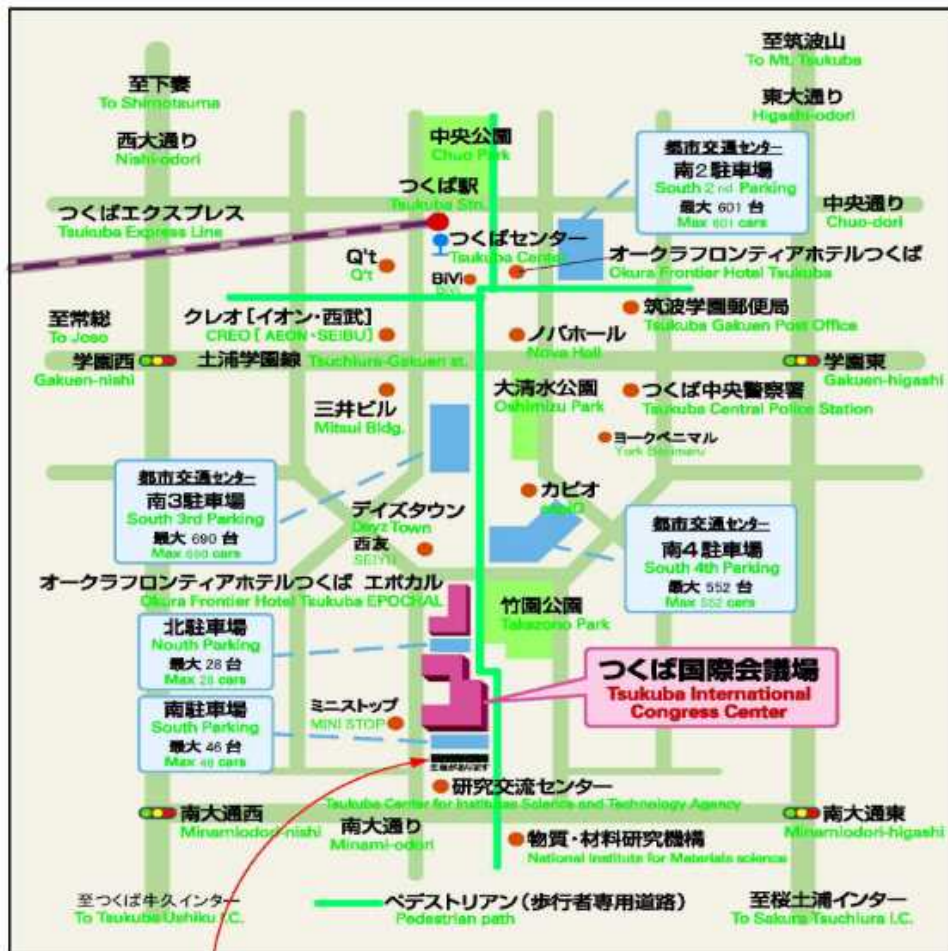 至筑波山
To Mt. Tsukuba
至下妻
To Shimotsuma
東大通り
Higashi-odori
西大通り
Nishi-odori
中央公園
Chuo Park
都市交通センター
南2駐車場
South 2nd Parking
最大 601 台
Max 601 cars
つくば駅
Tsukuba Stn.
中央通り
Chuo-dori
つくばエクスプレス
Tsukuba Express Line
つくばセンター
Tsukuba Center
オークラフロンティアホテルつくば
Okura Frontier Hotel Tsukuba
Q't
Q't
BiVi
筑波学園郵便局
Tsukuba Gakuen Post Office
至常総
To Joso
クレオ [イオン・西武]
CREO [ AEON・SEIBU]
ノバホール
Nova Hall
学園西
Gakuen-nishi
土浦学園線 Tsuchiura-Gakuen st.
学園東
Gakuen-higashi
三井ビル
Mitsui Bldg.
大清水公園
Oshimizu Park
つくば中央警察署
Tsukuba Central Police Station
ヨークベニマル
York Benimaru
都市交通センター
南3駐車場
South 3rd Parking
最大 690 台
Max 690 cars
カピオ
デイズタウン
Dayz Town
西友
SEIYU
都市交通センター
南4駐車場
South 4th Parking
最大 552 台
Max 552 cars
オークラフロンティアホテルつくば エポカル
Okura Frontier Hotel Tsukuba EPOCHAL
竹園公園
Takezono Park
北駐車場
Nouth Parking
最大 28 台
Max 28 cars
つくば国際会議場
Tsukuba International
Congress Center
ミニストップ
MINI STOP
南駐車場
South Parking
最大 46 台
Max 46 cars
研究交流センター
Tsukuba Center for Institutes Science and Technology Agency
南大通西
Minamiodori-nishi
南大通り
Minami-odori
南大通東
Minamiodori-higashi
物質・材料研究機構
National Institute for Materials science
至つくば牛久インター
To Tsukuba Ushiku I.C.
ペデストリアン(歩行者専用道路)
Pedestrian path
至桜土浦インター
To Sakura Tsuchiura I.C.